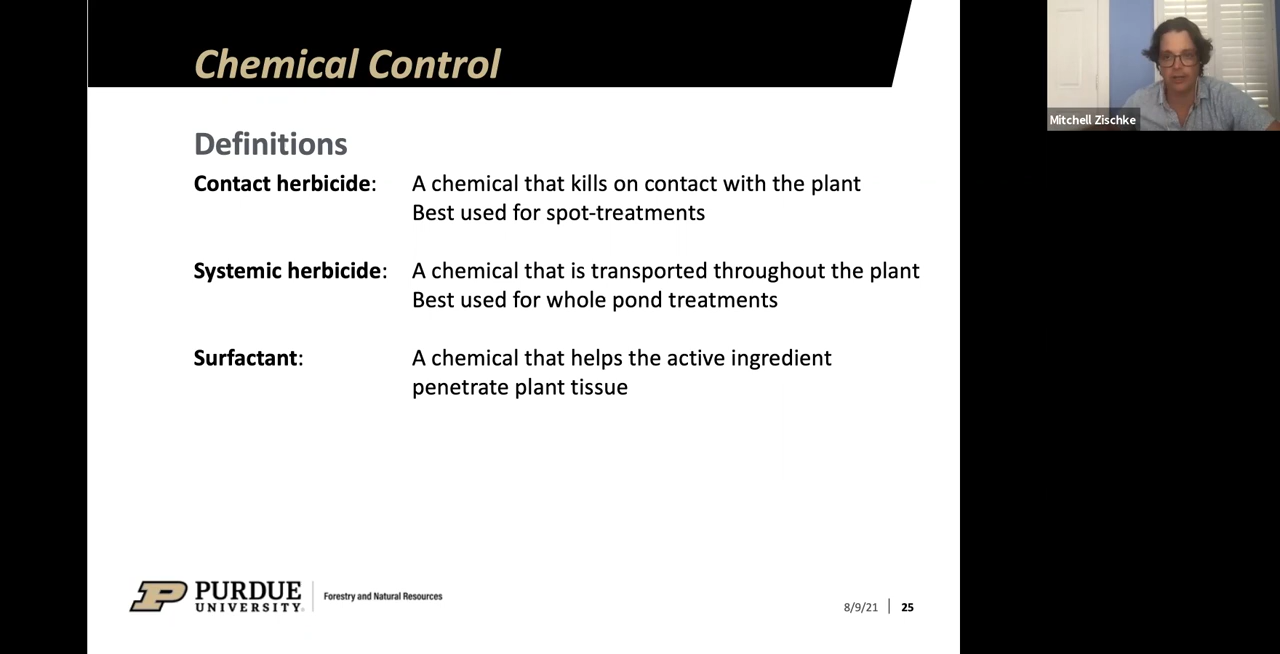 Chemical Control
Mitchell Zischke
Definitions
Contact herbicide: A chemical that kills on contact with the plant
Best used for spot-treatments
Systemic herbicide: A chemical that is transported throughout the plant
Best used for whole pond treatments
Surfactant: A chemical that helps the active ingredient
penetrate plant tissue
P PURDUE
UNIVERSITY.
Forestry and Natural Resources
8/9/21 | 25